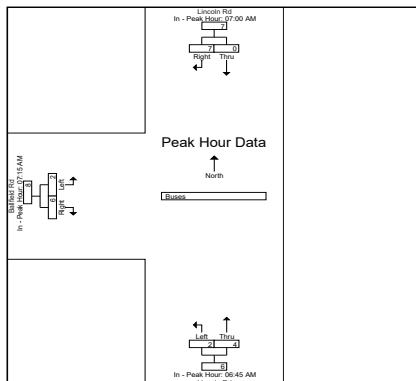 Lincoln Rd
In - Peak Hour: 07:00 AM
7
7 0
Right Thru
Peak Hour Data
North
Buses
Ballfield Rd
In - Peak Hour: 07:15 AM
8
2
Left
6
Right
Left Thru
2 4
6
In - Peak Hour: 06:45 AM